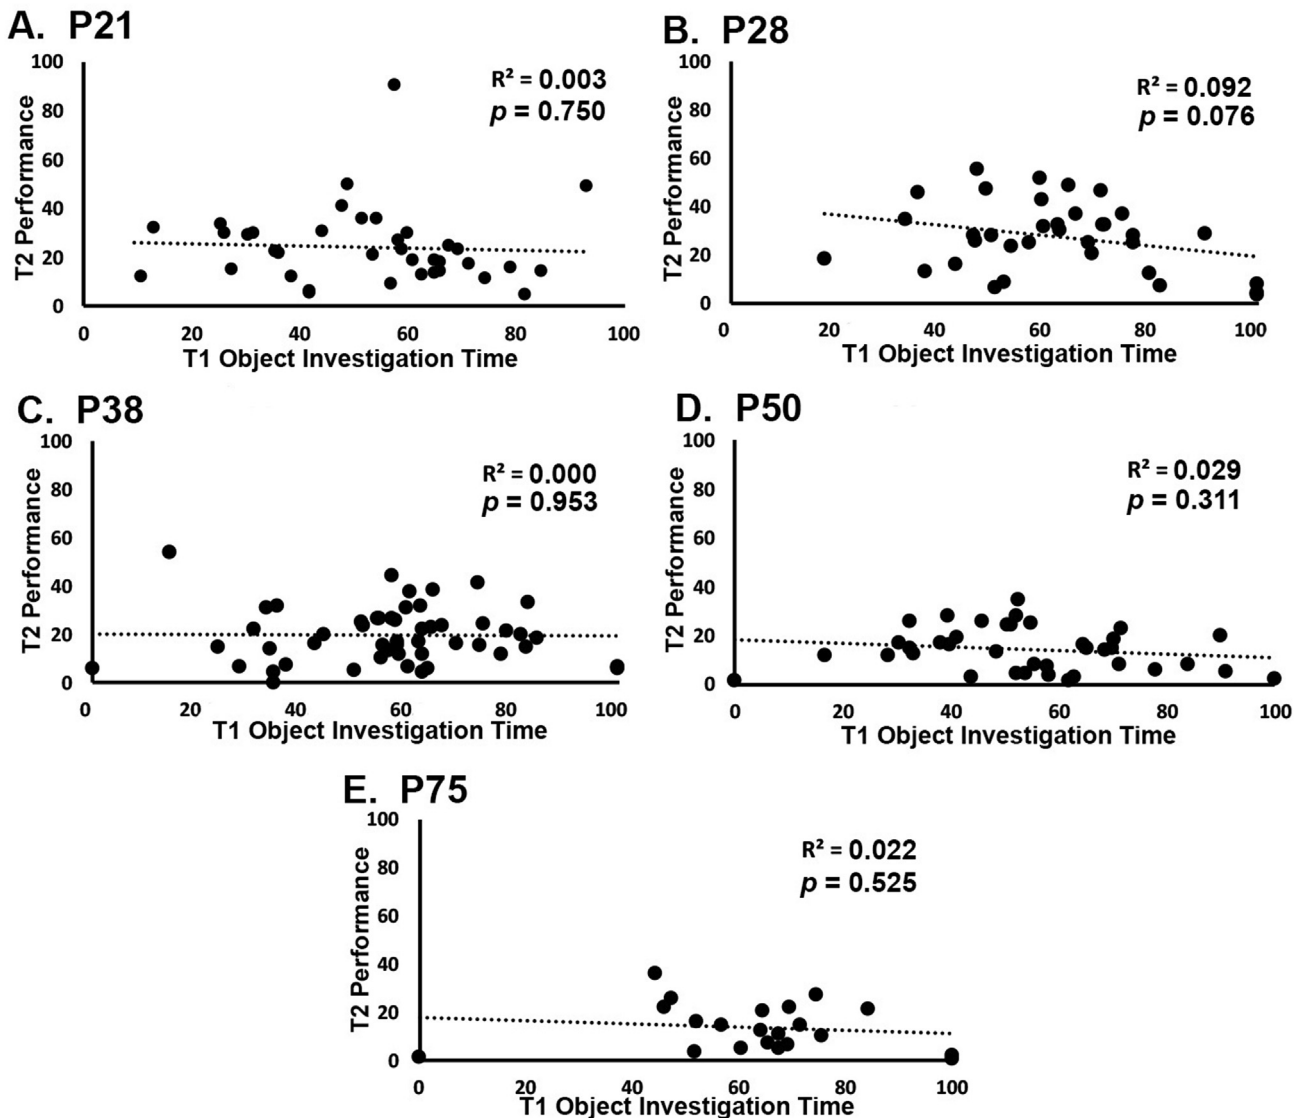 A. P21
R² = 0.003
p = 0.750
T2 Performance
100
80
60
40
20
0
0 20 40 60 80 100
T1 Object Investigation Time
B. P28
R² = 0.092
p = 0.076
T2 Performance
100
80
60
40
20
0
0 20 40 60 80 100
T1 Object Investigation Time
C. P38
R² = 0.000
p = 0.953
T2 Performance
100
80
60
40
20
0
0 20 40 60 80 100
T1 Object Investigation Time
D. P50
R² = 0.029
p = 0.311
T2 Performance
100
80
60
40
20
0
0 20 40 60 80 100
T1 Object Investigation Time
E. P75
R² = 0.022
p = 0.525
T2 Performance
100
80
60
40
20
0
0 20 40 60 80 100
T1 Object Investigation Time